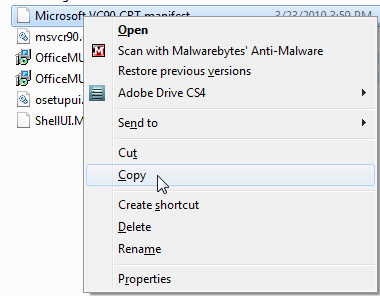 Microsoft.VC90.CRT.manifest 3/23/2010 3:59 PM
msvcr90.
Open
Scan with Malwarebytes' Anti-Malware
OfficeMU
Restore previous versions
OfficeMU
Adobe Drive CS4
osetupui.
ShellUI.M
Send to
Cut
Copy
Create shortcut
Delete
Rename
Properties